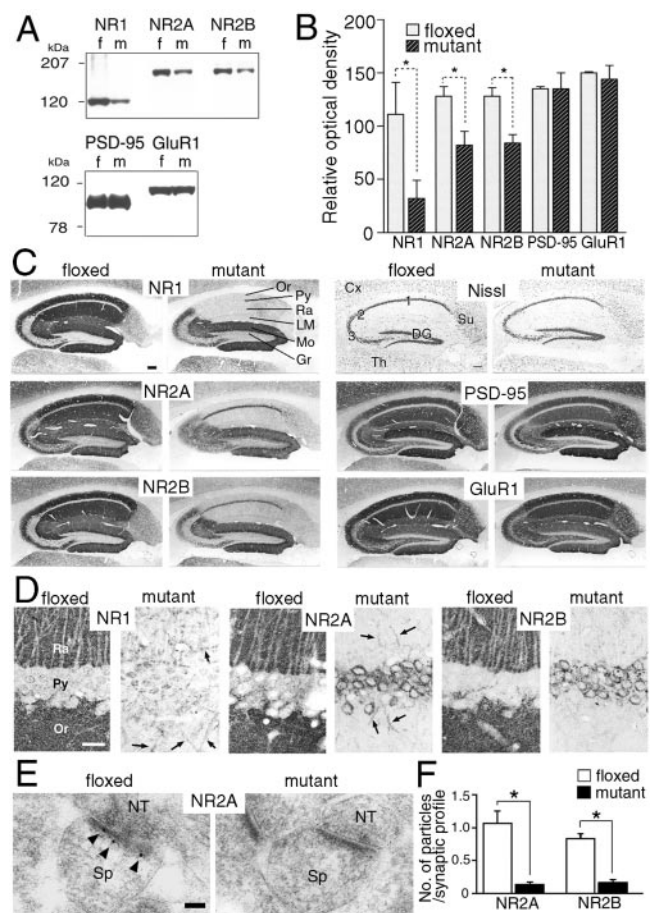 A
NR1 NR2A NR2B
kDa f m f m f m
207
120
PSD-95 GluR1
kDa f m f m
120
78
B
floxed
mutant
Relative optical density
200
150
100
50
0
* * *
NR1 NR2A NR2B PSD-95 GluR1
C
floxed mutant
NR1
Or
Py
Ra
LM
Mo
Gr
NR2A
NR2B
floxed mutant
Nissl
Cx
1
2
3
Su
DG
Th
PSD-95
GluR1
D
floxed mutant floxed mutant floxed mutant
NR1 NR2A NR2B
Ra
Py
Or
E
floxed mutant
NR2A
NT NT
Sp Sp
F
floxed
mutant
No. of particles
/synaptic profile
1.5
1.0
0.5
0
* *
NR2A NR2B